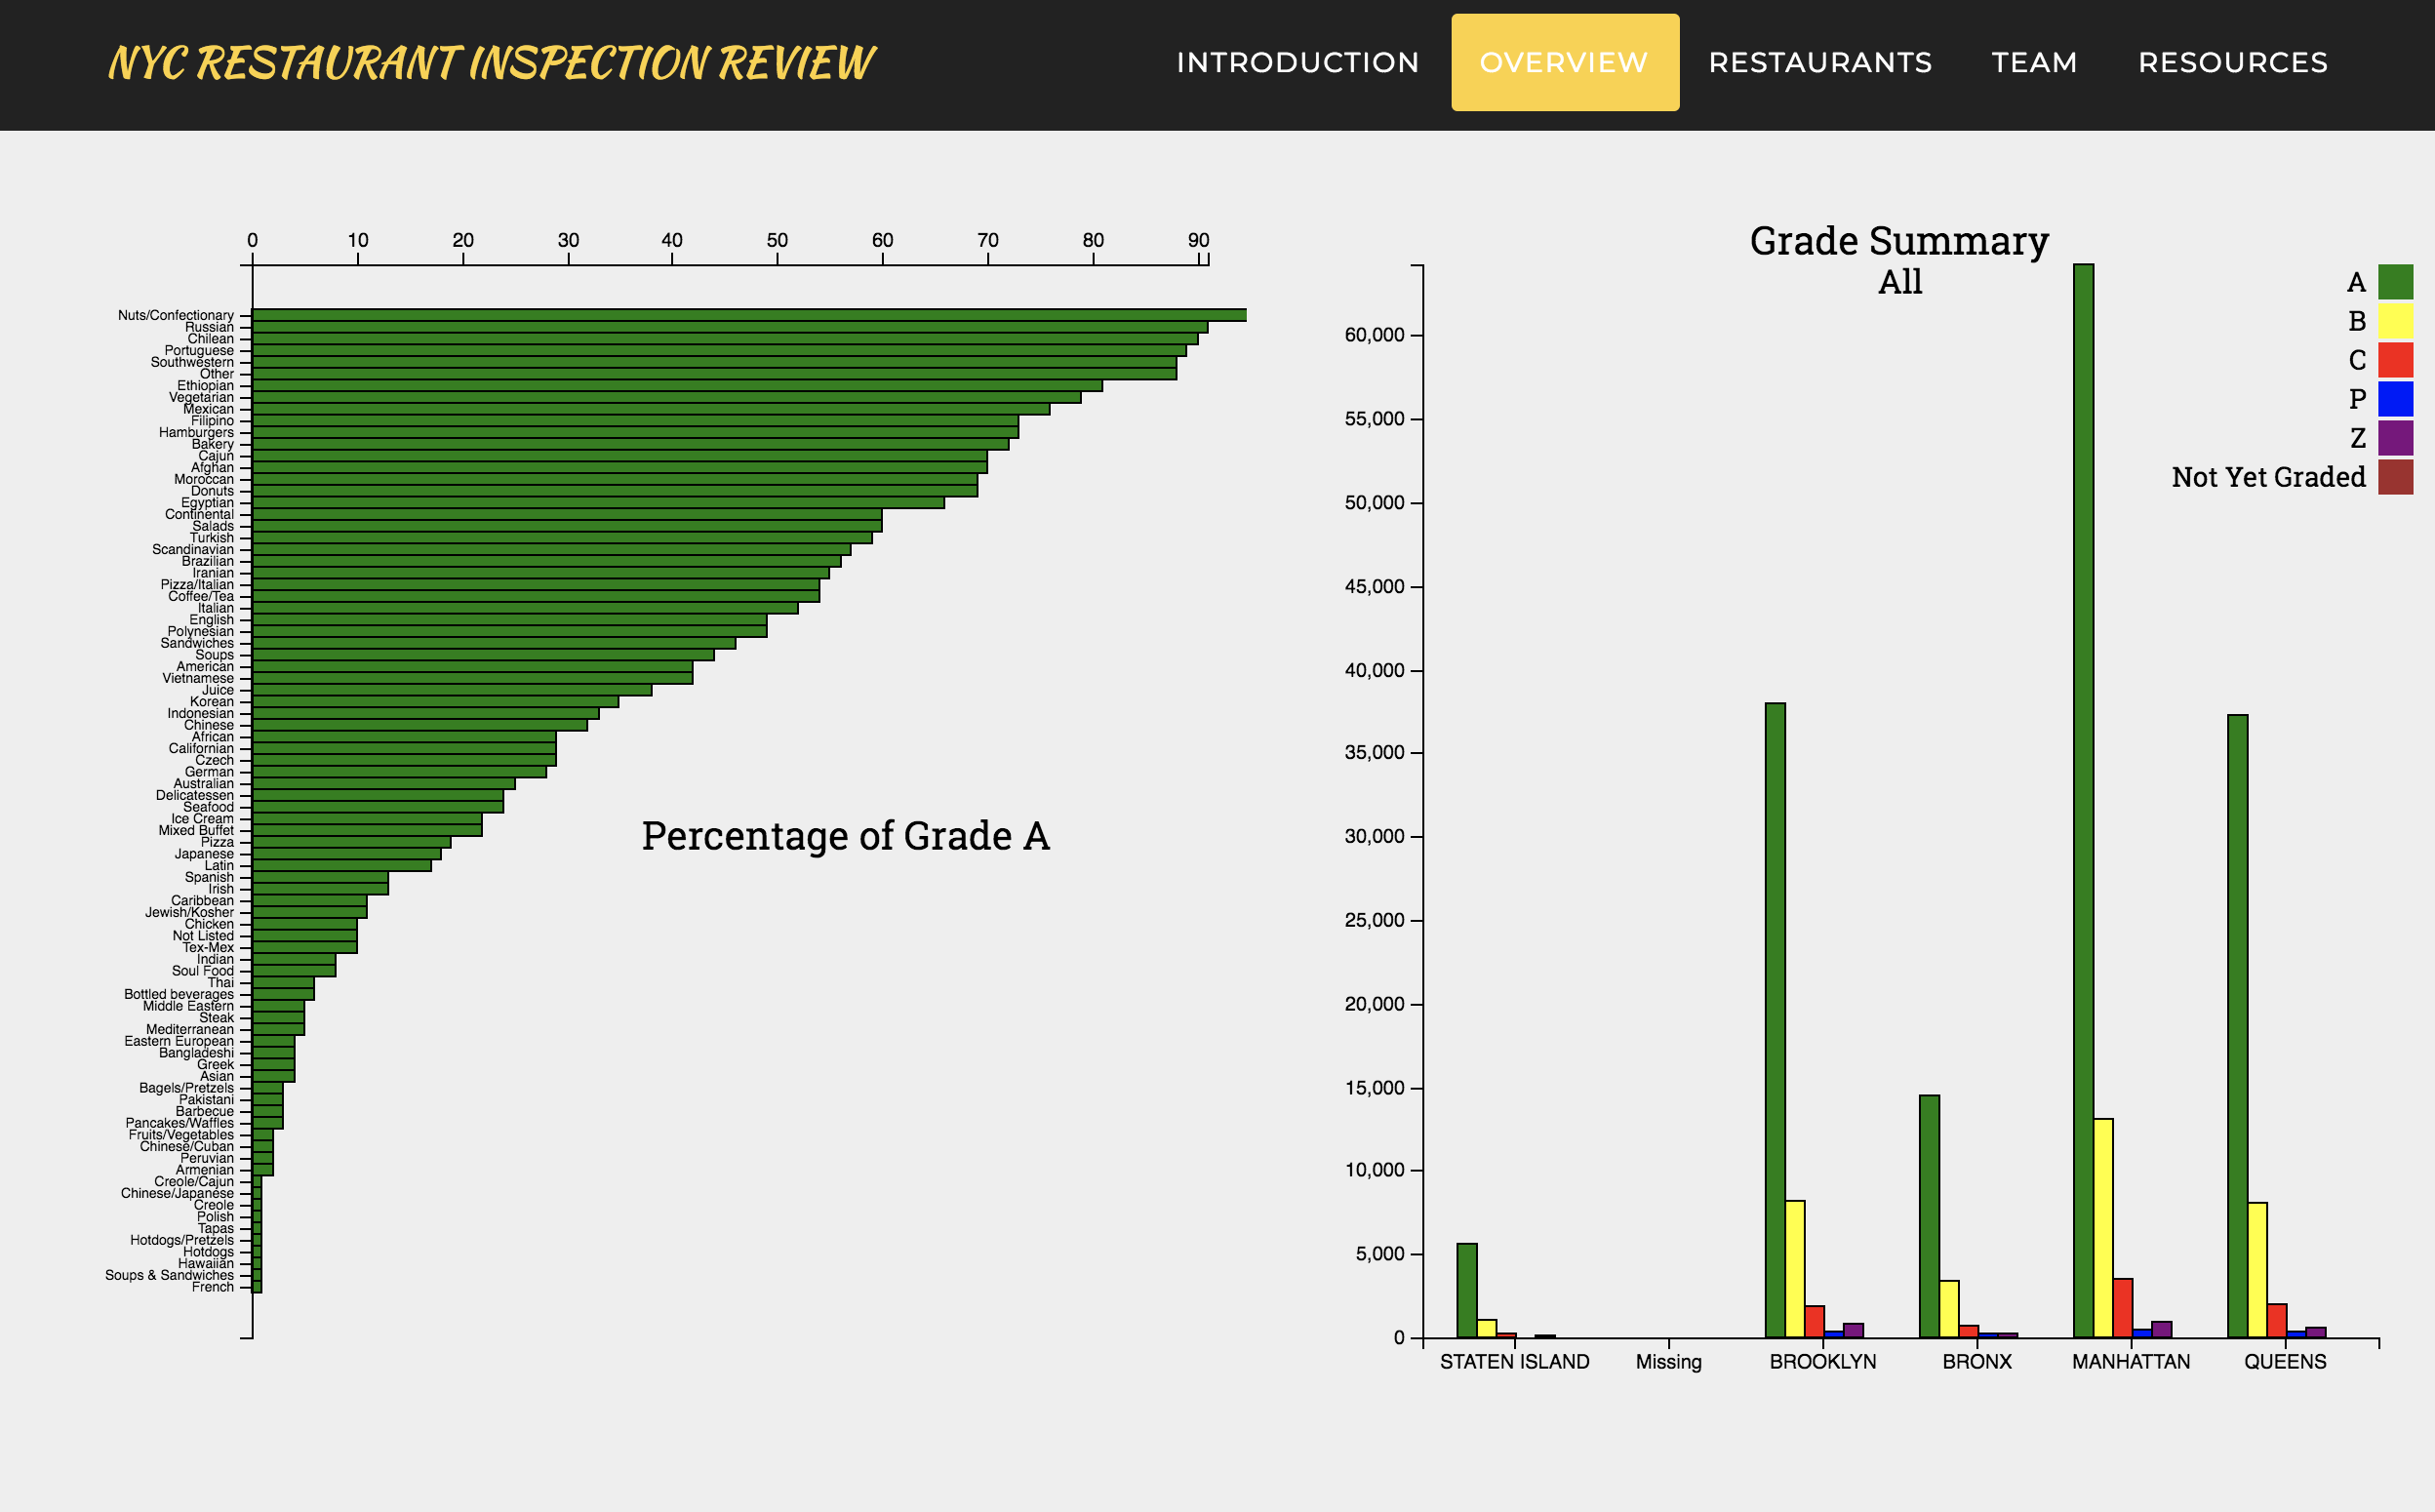 NYC RESTAURANT INSPECTION REVIEW
INTRODUCTION
OVERVIEW
RESTAURANTS
TEAM
RESOURCES
0 10 20 30 40 50 60 70 80 90
Nuts/Confectionary
Russian
Chilean
Portuguese
Southwestern
Other
Ethiopian
Vegetarian
Mexican
Filipino
Hamburgers
Bakery
Cajun
Afghan
Moroccan
Donuts
Egyptian
Continental
Salads
Turkish
Scandinavian
Brazilian
Iranian
Pizza/Italian
Coffee/Tea
Italian
English
Polynesian
Sandwiches
Soups
American
Vietnamese
Juice
Korean
Indonesian
Chinese
African
Californian
Czech
German
Australian
Delicatessen
Seafood
Ice Cream
Mixed Buffet
Pizza
Japanese
Latin
Spanish
Irish
Caribbean
Jewish/Kosher
Chicken
Not Listed
Tex-Mex
Indian
Soul Food
Thai
Bottled beverages
Middle Eastern
Steak
Mediterranean
Eastern European
Bangladeshi
Greek
Asian
Bagels/Pretzels
Pakistani
Barbecue
Pancakes/Waffles
Fruits/Vegetables
Chinese/Cuban
Peruvian
Armenian
Creole/Cajun
Chinese/Japanese
Creole
Polish
Tapas
Hotdogs/Pretzels
Hotdogs
Hawaiian
Soups & Sandwiches
French
Percentage of Grade A
Grade Summary
All
A
B
C
P
Z
Not Yet Graded
60,000
55,000
50,000
45,000
40,000
35,000
30,000
25,000
20,000
15,000
10,000
5,000
0
STATEN ISLAND Missing BROOKLYN BRONX MANHATTAN QUEENS